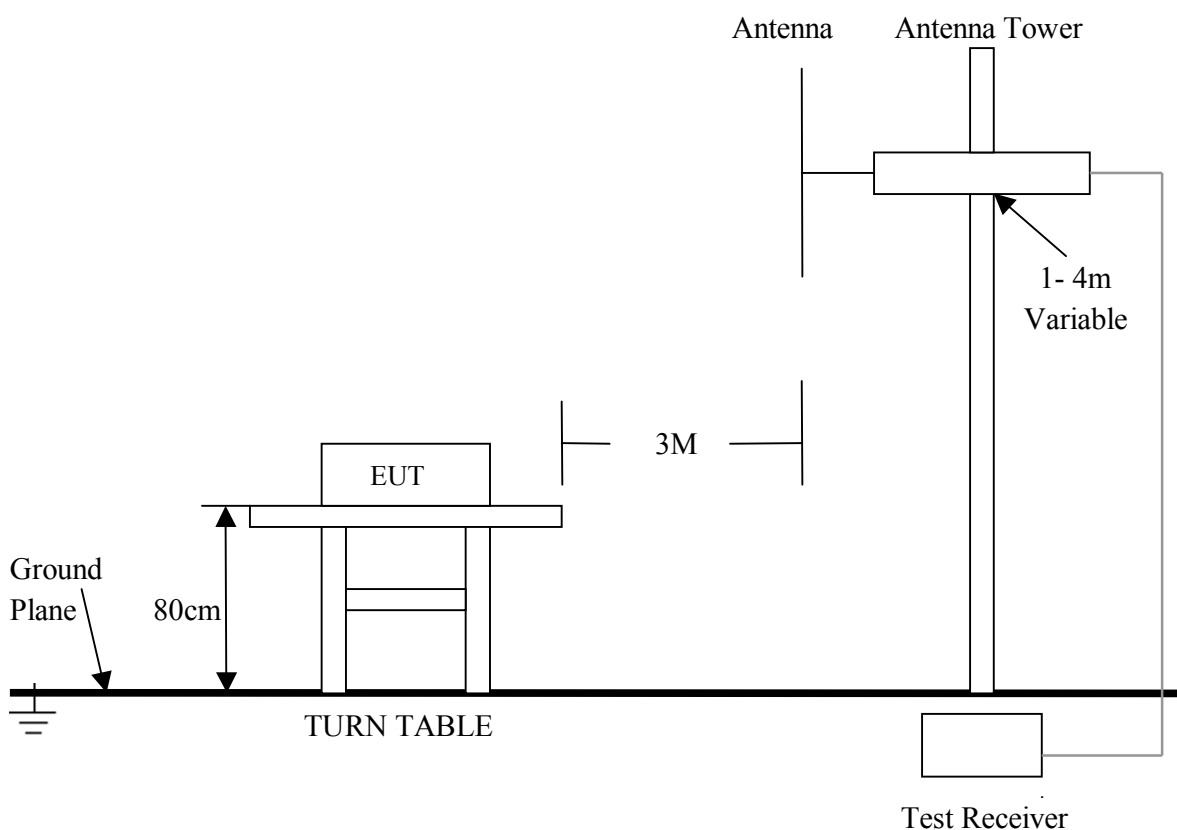 Antenna
Antenna Tower
1- 4m
Variable
3M
EUT
Ground
Plane
80cm
TURN TABLE
Test Receiver